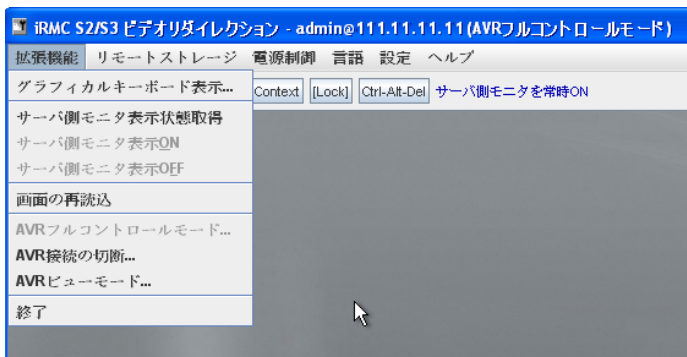 iRMC S2/S3 ビデオリダイレクション - admin@111.11.11.11(AVRフルコントロールモード)
拡張機能 リモートストレージ 電源制御 言語 設定 ヘルプ
グラフィカルキーボード表示... Context [Lock] Ctrl-Alt-Del サーバ側モニタを常時ON
サーバ側モニタ表示状態取得
サーバ側モニタ表示ON
サーバ側モニタ表示OFF
画面の再読込
AVRフルコントロールモード...
AVR接続の切断...
AVRビューモード...
終了